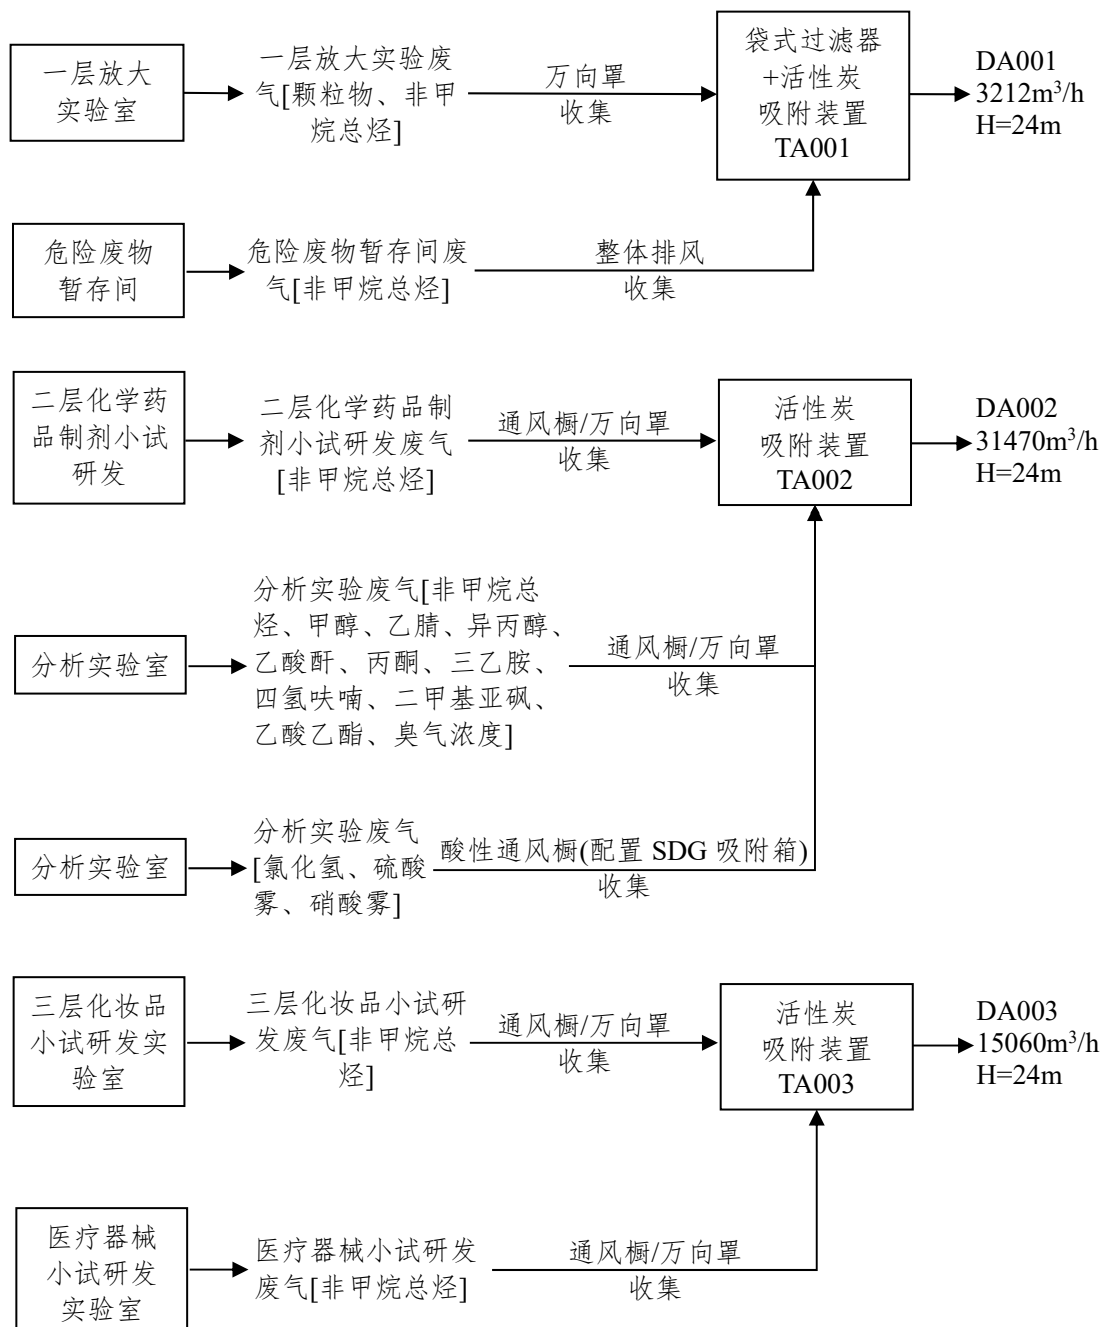 一层放大
实验室
一层放大实验废
气[颗粒物、非甲
烷总烃]
万向罩
收集
袋式过滤器
+活性炭
吸附装置
TA001
DA001
3212m³/h
H=24m
危险废物
暂存间
危险废物暂存间废
气[非甲烷总烃]
整体排风
收集
二层化学药
品制剂小试
研发
二层化学药品制
剂小试研发废气
[非甲烷总烃]
通风橱/万向罩
收集
活性炭
吸附装置
TA002
DA002
31470m³/h
H=24m
分析实验室
分析实验废气[非甲烷总
烃、甲醇、乙腈、异丙醇、
乙酸酐、丙酮、三乙胺、
四氢呋喃、二甲基亚砜、
乙酸乙酯、臭气浓度]
通风橱/万向罩
收集
分析实验室
分析实验废气
[氯化氢、硫酸
雾、硝酸雾]
酸性通风橱(配置 SDG 吸附箱)
收集
三层化妆品
小试研发实
验室
三层化妆品小试研
发废气[非甲烷总
烃]
通风橱/万向罩
收集
活性炭
吸附装置
TA003
DA003
15060m³/h
H=24m
医疗器械
小试研发
实验室
医疗器械小试研发
废气[非甲烷总烃]
通风橱/万向罩
收集